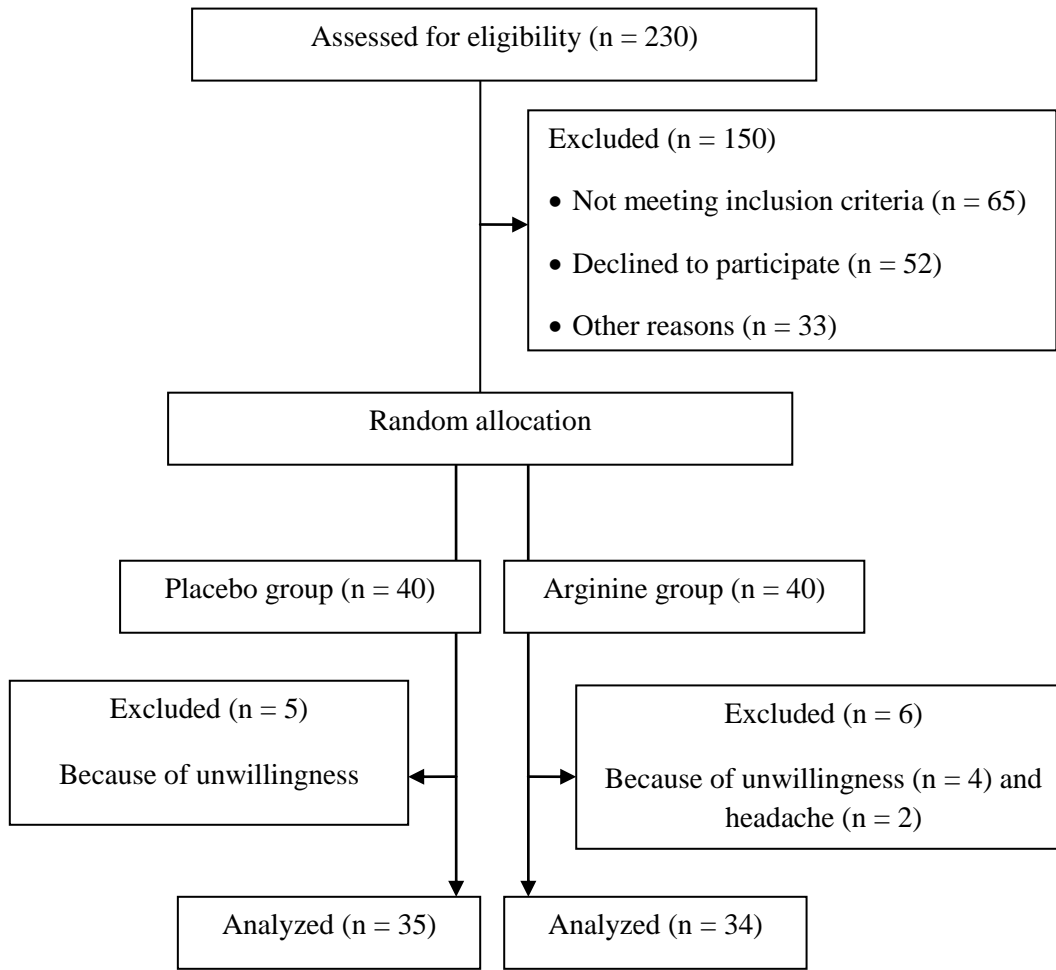 Assessed for eligibility (n = 230)
Excluded (n = 150)
• Not meeting inclusion criteria (n = 65)
• Declined to participate (n = 52)
• Other reasons (n = 33)
Random allocation
Placebo group (n = 40)
Arginine group (n = 40)
Excluded (n = 5)
Because of unwillingness
Excluded (n = 6)
Because of unwillingness (n = 4) and
headache (n = 2)
Analyzed (n = 35)
Analyzed (n = 34)